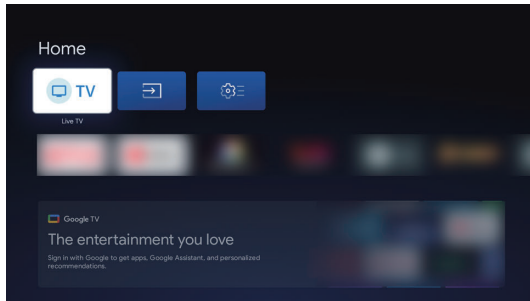 Home
TV
Live TV
Google TV
The entertainment you love
Sign in with Google to get apps, Google Assistant, and personalized
recommendations.